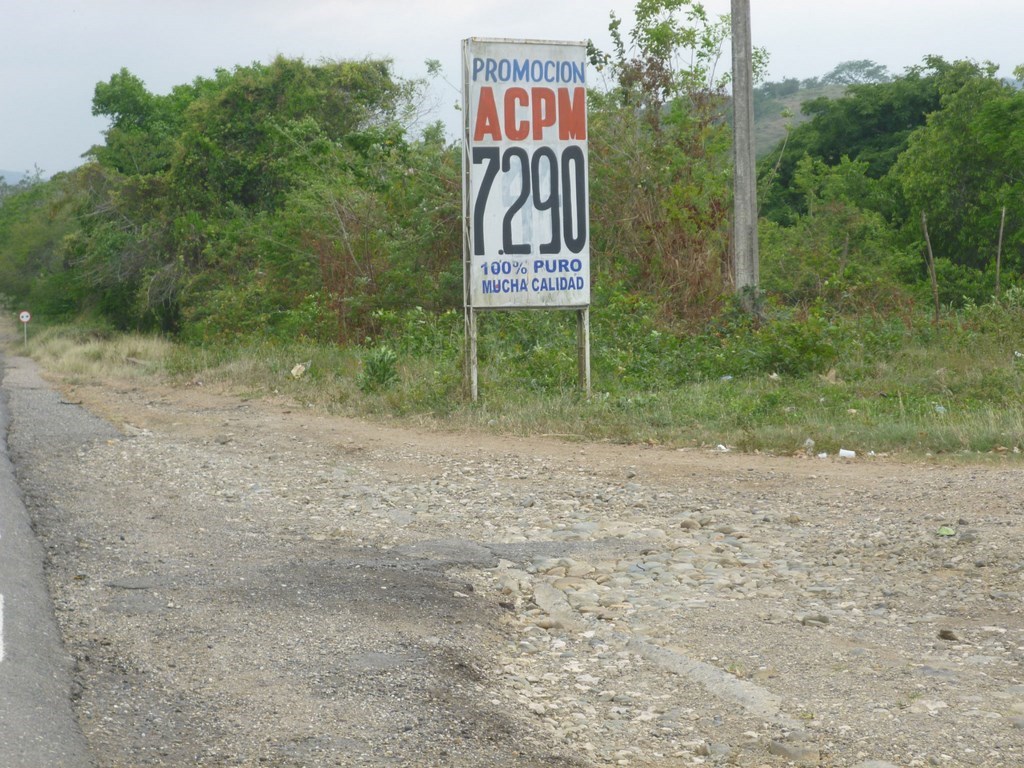 PROMOCION
ACPM
7.290
100% PURO
MUCHA CALIDAD